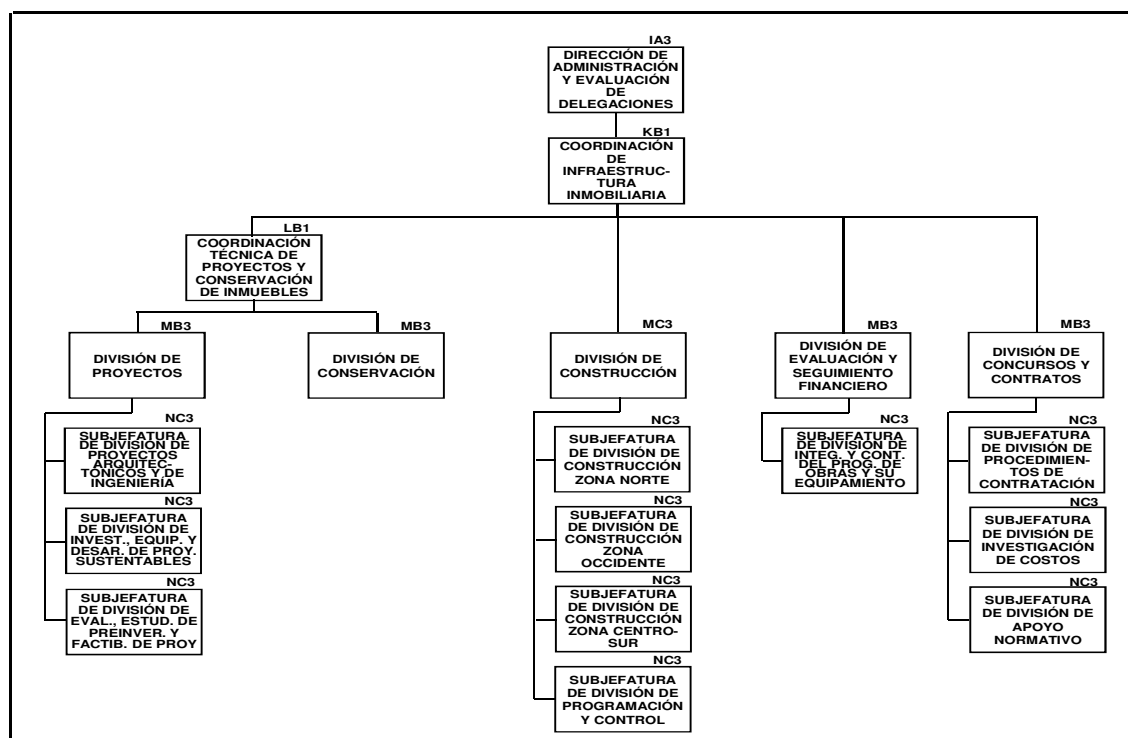 IA3
DIRECCIÓN DE
ADMINISTRACIÓN
Y EVALUACIÓN
DE
DELEGACIONES
KB1
COORDINACIÓN
DE
INFRAESTRUC-
TURA
INMOBILIARIA
LB1
COORDINACIÓN
TÉCNICA DE
PROYECTOS Y
CONSERVACIÓN
DE INMUEBLES
MB3
DIVISIÓN DE
PROYECTOS
MB3
DIVISIÓN DE
CONSERVACIÓN
MC3
DIVISIÓN DE
CONSTRUCCIÓN
MB3
DIVISIÓN DE
EVALUACIÓN Y
SEGUIMIENTO
FINANCIERO
MB3
DIVISIÓN DE
CONCURSOS Y
CONTRATOS
NC3
SUBJEFATURA
DE DIVISIÓN DE
PROYECTOS
ARQUITEC-
TÓNICOS Y DE
INGENIERÍA
NC3
SUBJEFATURA
DE DIVISIÓN DE
INVEST., EQUIP. Y
DESAR. DE PROY.
SUSTENTABLES
NC3
SUBJEFATURA
DE DIVISIÓN DE
EVAL., ESTUD. DE
PREINVER. Y
FACTIB. DE PROY
NC3
SUBJEFATURA
DE DIVISIÓN DE
CONSTRUCCIÓN
ZONA NORTE
NC3
SUBJEFATURA
DE DIVISIÓN DE
CONSTRUCCIÓN
ZONA
OCCIDENTE
NC3
SUBJEFATURA
DE DIVISIÓN DE
CONSTRUCCIÓN
ZONA CENTRO-
SUR
NC3
SUBJEFATURA
DE DIVISIÓN DE
PROGRAMACIÓN
Y CONTROL
NC3
SUBJEFATURA
DE DIVISIÓN DE
INTEG. Y CONT.
DEL PROG. DE
OBRAS Y SU
EQUIPAMIENTO
NC3
SUBJEFATURA
DE DIVISIÓN DE
PROCEDIMIEN-
TOS DE
CONTRATACIÓN
NC3
SUBJEFATURA
DE DIVISIÓN DE
INVESTIGACIÓN
DE COSTOS
NC3
SUBJEFATURA
DE DIVISIÓN DE
APOYO
NORMATIVO